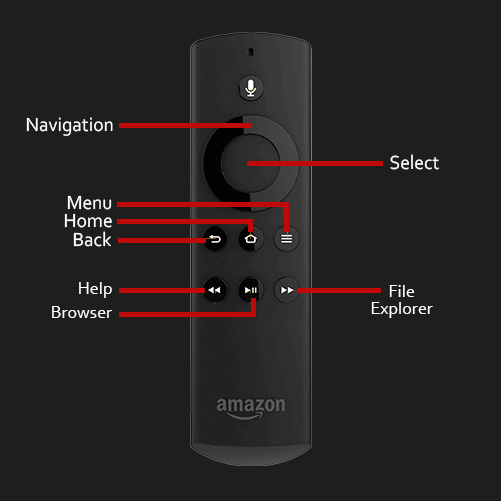 Navigation
Select
Menu
Home
Back
Help
Browser
File
Explorer
amazon